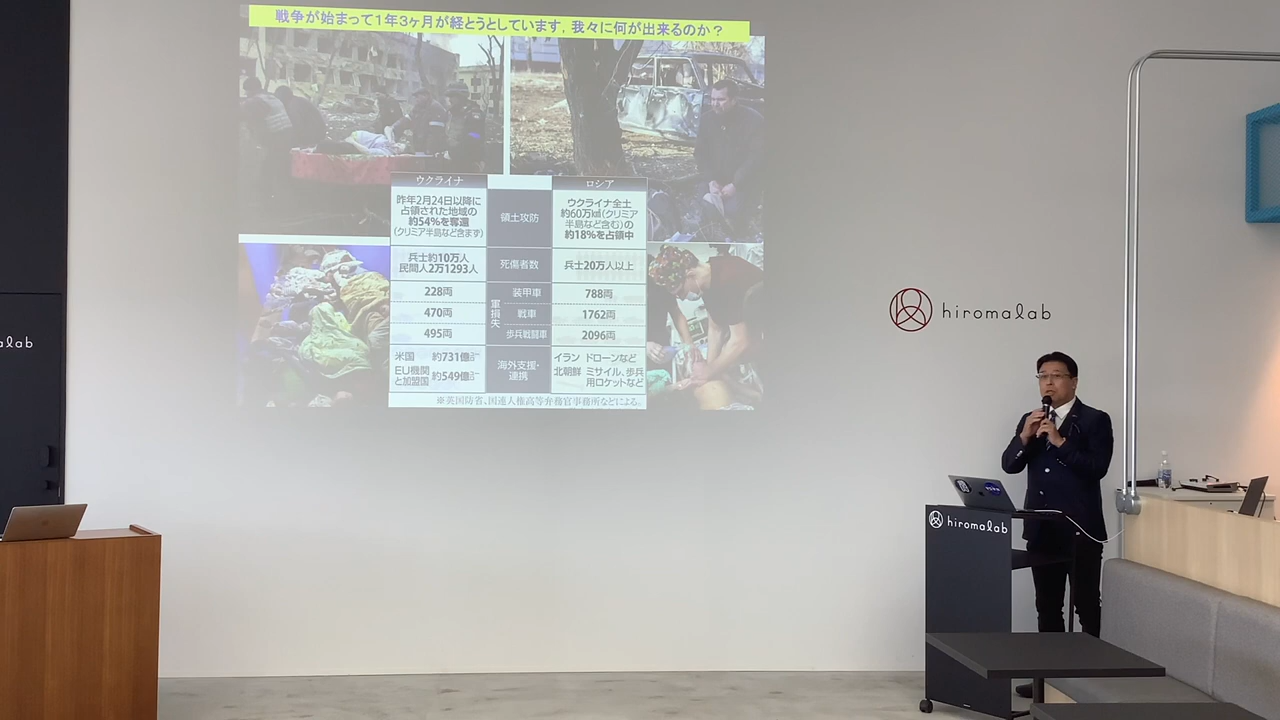 戦争が始まって1年3ヶ月が経とうとしています,我々に何が出来るのか？
ウクライナ
ロシア
昨年2月24日以降に
占領された地域の
約54%を奪還
(クリミア半島など含まず)
領土攻防
ウクライナ全土
約60万㎢(クリミア
半島など含む)の
約18%を占領中
兵士約10万人
民間人2万1293人
死傷者数
兵士20万人以上
軍損失
228両
装甲車
788両
470両
戦車
1762両
495両
歩兵戦闘車
2096両
米国 約731億㌦
EU機関
と加盟国 約549億㌦
海外支援・
連携
イラン ドローンなど
北朝鮮 ミサイル、歩兵
用ロケットなど
※英国防省、国連人権高等弁務官事務所などによる。
hiromalab
hiromalab
alab